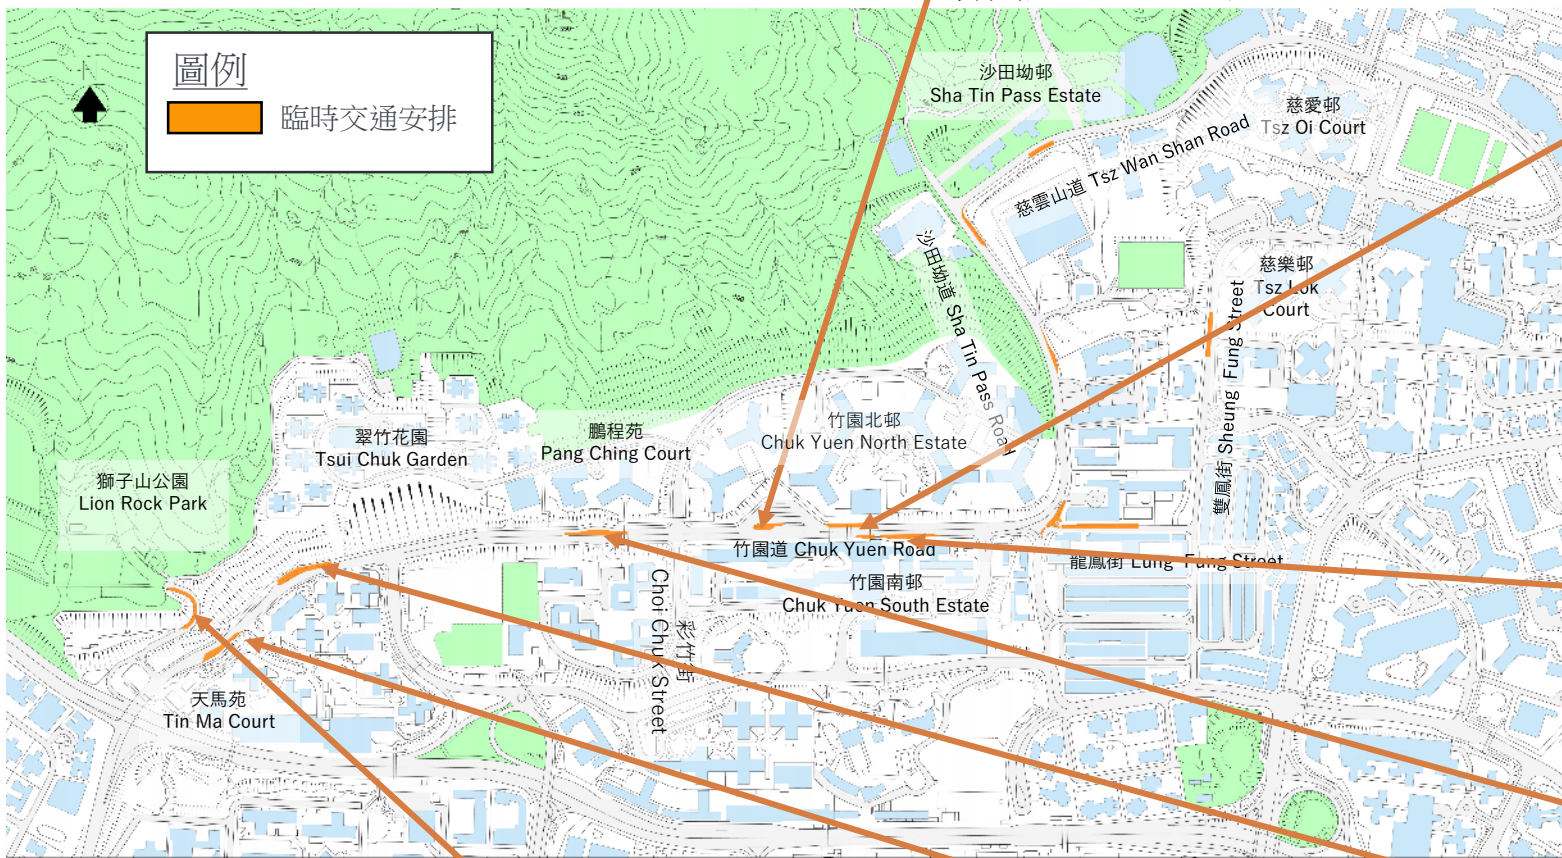 圖例
臨時交通安排
沙田坳邨
Sha Tin Pass Estate
慈愛邨
Tsz Oi Court
慈雲山道 Tsz Wan Shan Road
沙田坳道 Sha Tin Pass Road
慈樂邨
Tsz Lok
Court
雙鳳街 Sheung Fung Street
竹園北邨
Chuk Yuen North Estate
鵬程苑
Pang Ching Court
翠竹花園
Tsui Chuk Garden
獅子山公園
Lion Rock Park
竹園道 Chuk Yuen Road
龍鳳街 Lung Fung Street
竹園南邨
Chuk Yuen South Estate
彩竹街
Choi Chuk Street
天馬苑
Tin Ma Court